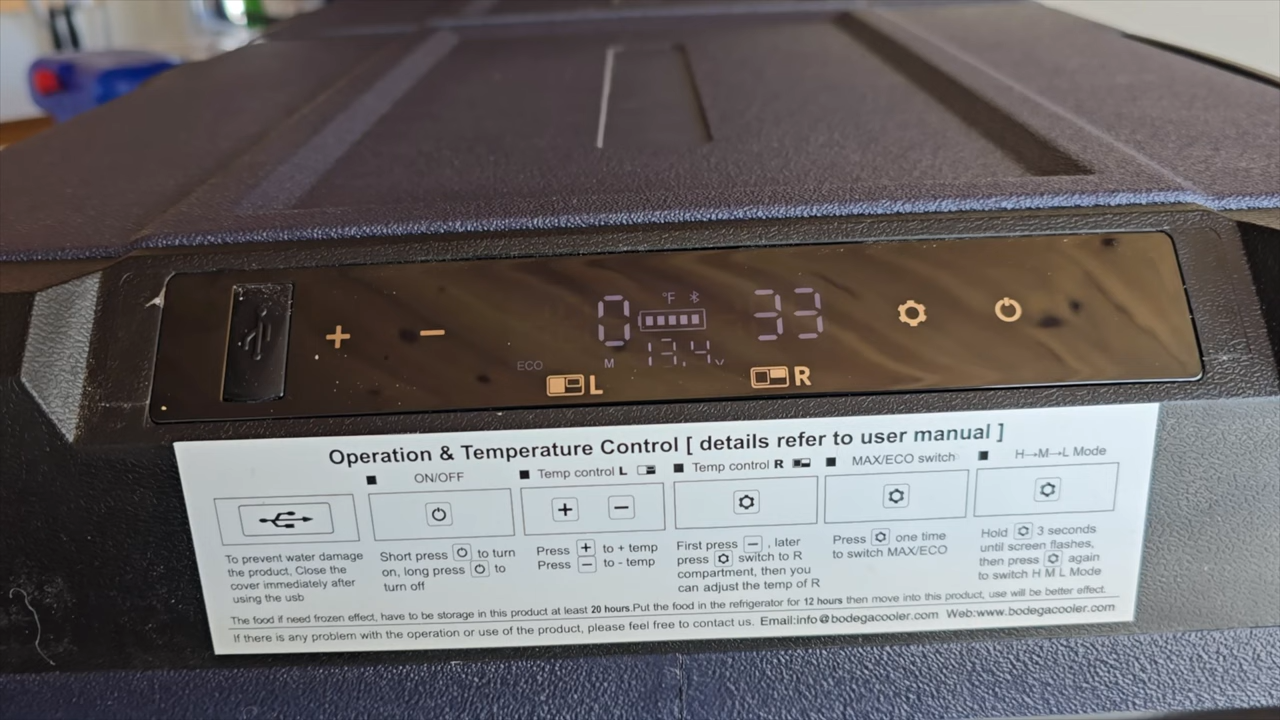 + − 0 °F 33
ECO M 13.4 V
L R
Operation & Temperature Control [ details refer to user manual ]
ON/OFF
Temp control L
Temp control R
MAX/ECO switch
H→M→L Mode
+ −
To prevent water damage
the product, Close the
cover immediately after
using the usb
Short press to turn
on, long press to
turn off
Press + to + temp
Press − to - temp
First press − , later
press switch to R
compartment, then you
can adjust the temp of R
Press one time
to switch MAX/ECO
Hold 3 seconds
until screen flashes,
then press again
to switch H M L Mode
The food if need frozen effect, have to be storage in this product at least 20 hours.Put the food in the refrigerator for 12 hours then move into this product, use will be better effect.
If there is any problem with the operation or use of the product, please feel free to contact us. Email:info@bodegacooler.com Web:www.bodegacooler.com